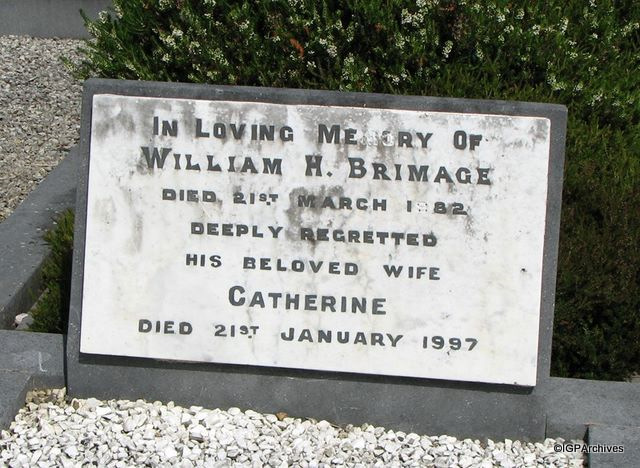 In Loving Memory Of
William H. Brimage
Died 21st March 1982
Deeply Regretted
His Beloved Wife
Catherine
Died 21st January 1997
©IGPArchives